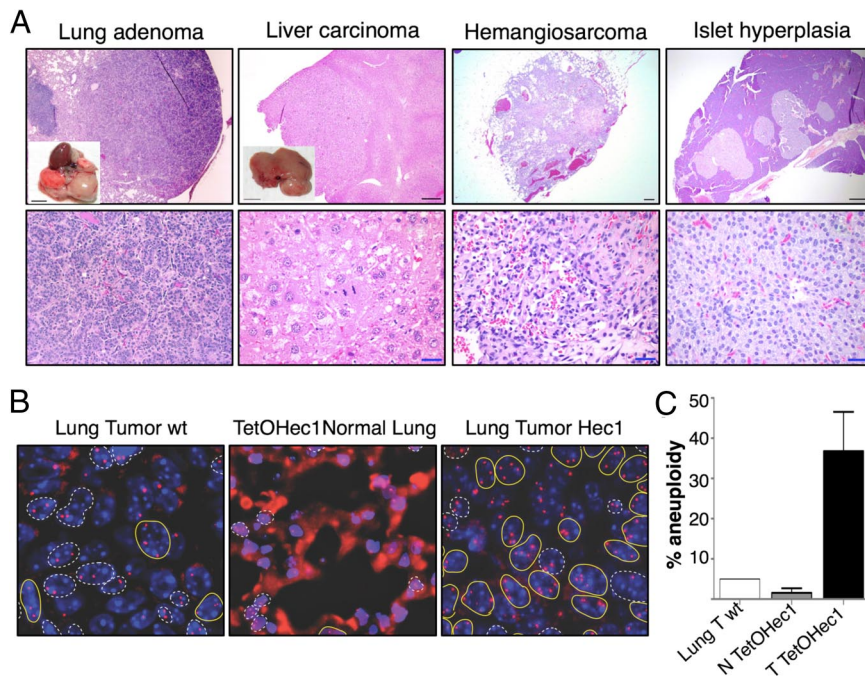 A
Lung adenoma
Liver carcinoma
Hemangiosarcoma
Islet hyperplasia
B
Lung Tumor wt
TetOHec1Normal Lung
Lung Tumor Hec1
C
% aneuploidy
50
40
30
20
10
Lung T wt
N TetOHec1
T TetOHec1